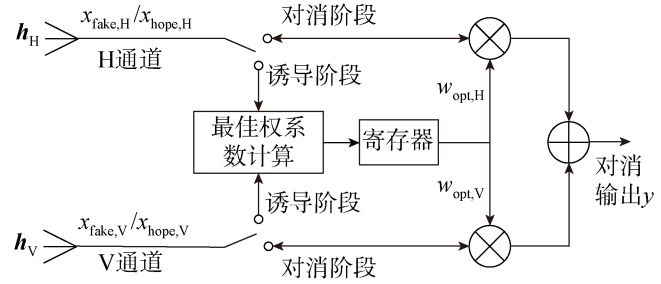 h_H
x_fake,H/x_hope,H
H通道
对消阶段
诱导阶段
最佳权系
数计算
寄存器
w_opt,H
w_opt,V
对消
输出y
诱导阶段
h_V
x_fake,V/x_hope,V
V通道
对消阶段